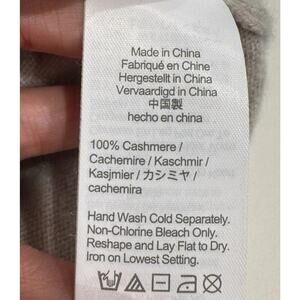 Made in China
Fabriqué en Chine
Hergestellt in China
Vervaardigd in China
中国製
hecho en china
100% Cashmere /
Cachemire / Kaschmir /
Kasjmier / カシミヤ /
cachemira
Hand Wash Cold Separately.
Non-Chlorine Bleach Only.
Reshape and Lay Flat to Dry.
Iron on Lowest Setting.